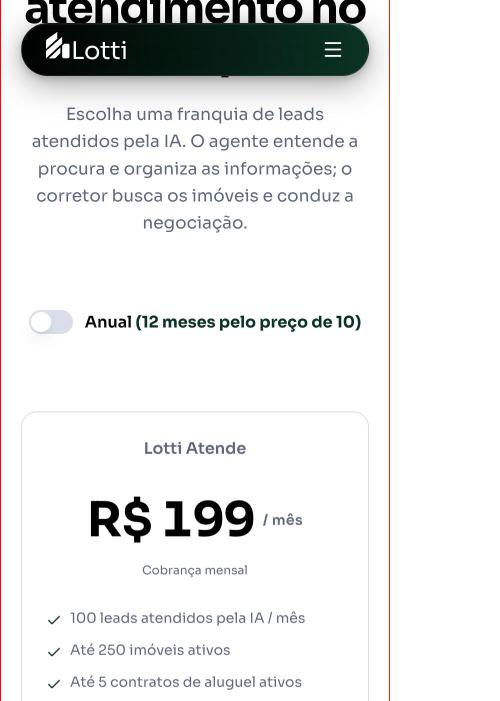 atendimento no
Lotti
Escolha uma franquia de leads
atendidos pela IA. O agente entende a
procura e organiza as informações; o
corretor busca os imóveis e conduz a
negociação.
Anual (12 meses pelo preço de 10)
Lotti Atende
R$ 199 / mês
Cobrança mensal
100 leads atendidos pela IA / mês
Até 250 imóveis ativos
Até 5 contratos de aluguel ativos